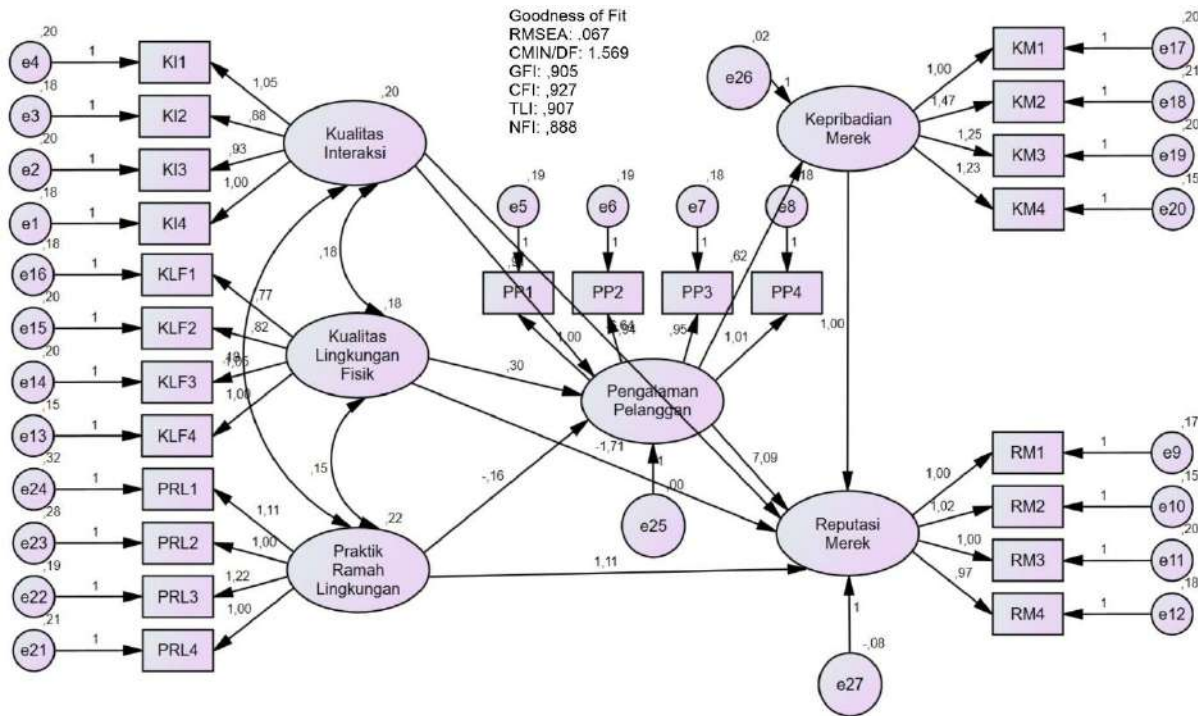 Goodness of Fit
RMSEA: .067
CMIN/DF: 1.569
GFI: ,905
CFI: ,927
TLI: ,907
NFI: ,888
,20
e4
1
KI1
1,05
,18
e3
1
KI2
,88
,20
e2
1
KI3
,93
,18
e1
1
KI4
1,00
,20
Kualitas
Interaksi
,18
e16
1
KLF1
,77
,20
e15
1
KLF2
,82
,20
e14
1
KLF3
1,05
,15
e13
1
KLF4
1,00
,18
Kualitas
Lingkungan
Fisik
,32
e24
1
PRL1
1,11
,28
e23
1
PRL2
1,00
,19
e22
1
PRL3
1,22
,21
e21
1
PRL4
1,00
,22
Praktik
Ramah
Lingkungan
,18
,15
,19
e5
1
PP1
1,00
,19
e6
1
PP2
,94
,18
e7
1
PP3
,95
,18
e8
1
PP4
1,01
Pengalaman
Pelanggan
,30
-,16
1
,00
e25
,02
e26
1
Kepribadian
Merek
,62
1,00
-1,71
7,09
1,11
,20
e17
1
KM1
1,00
,21
e18
1
KM2
1,47
,20
e19
1
KM3
1,25
,15
e20
1
KM4
1,23
Reputasi
Merek
,17
e9
1
RM1
1,00
,15
e10
1
RM2
1,02
,20
e11
1
RM3
1,00
,18
e12
1
RM4
,97
1
-,08
e27